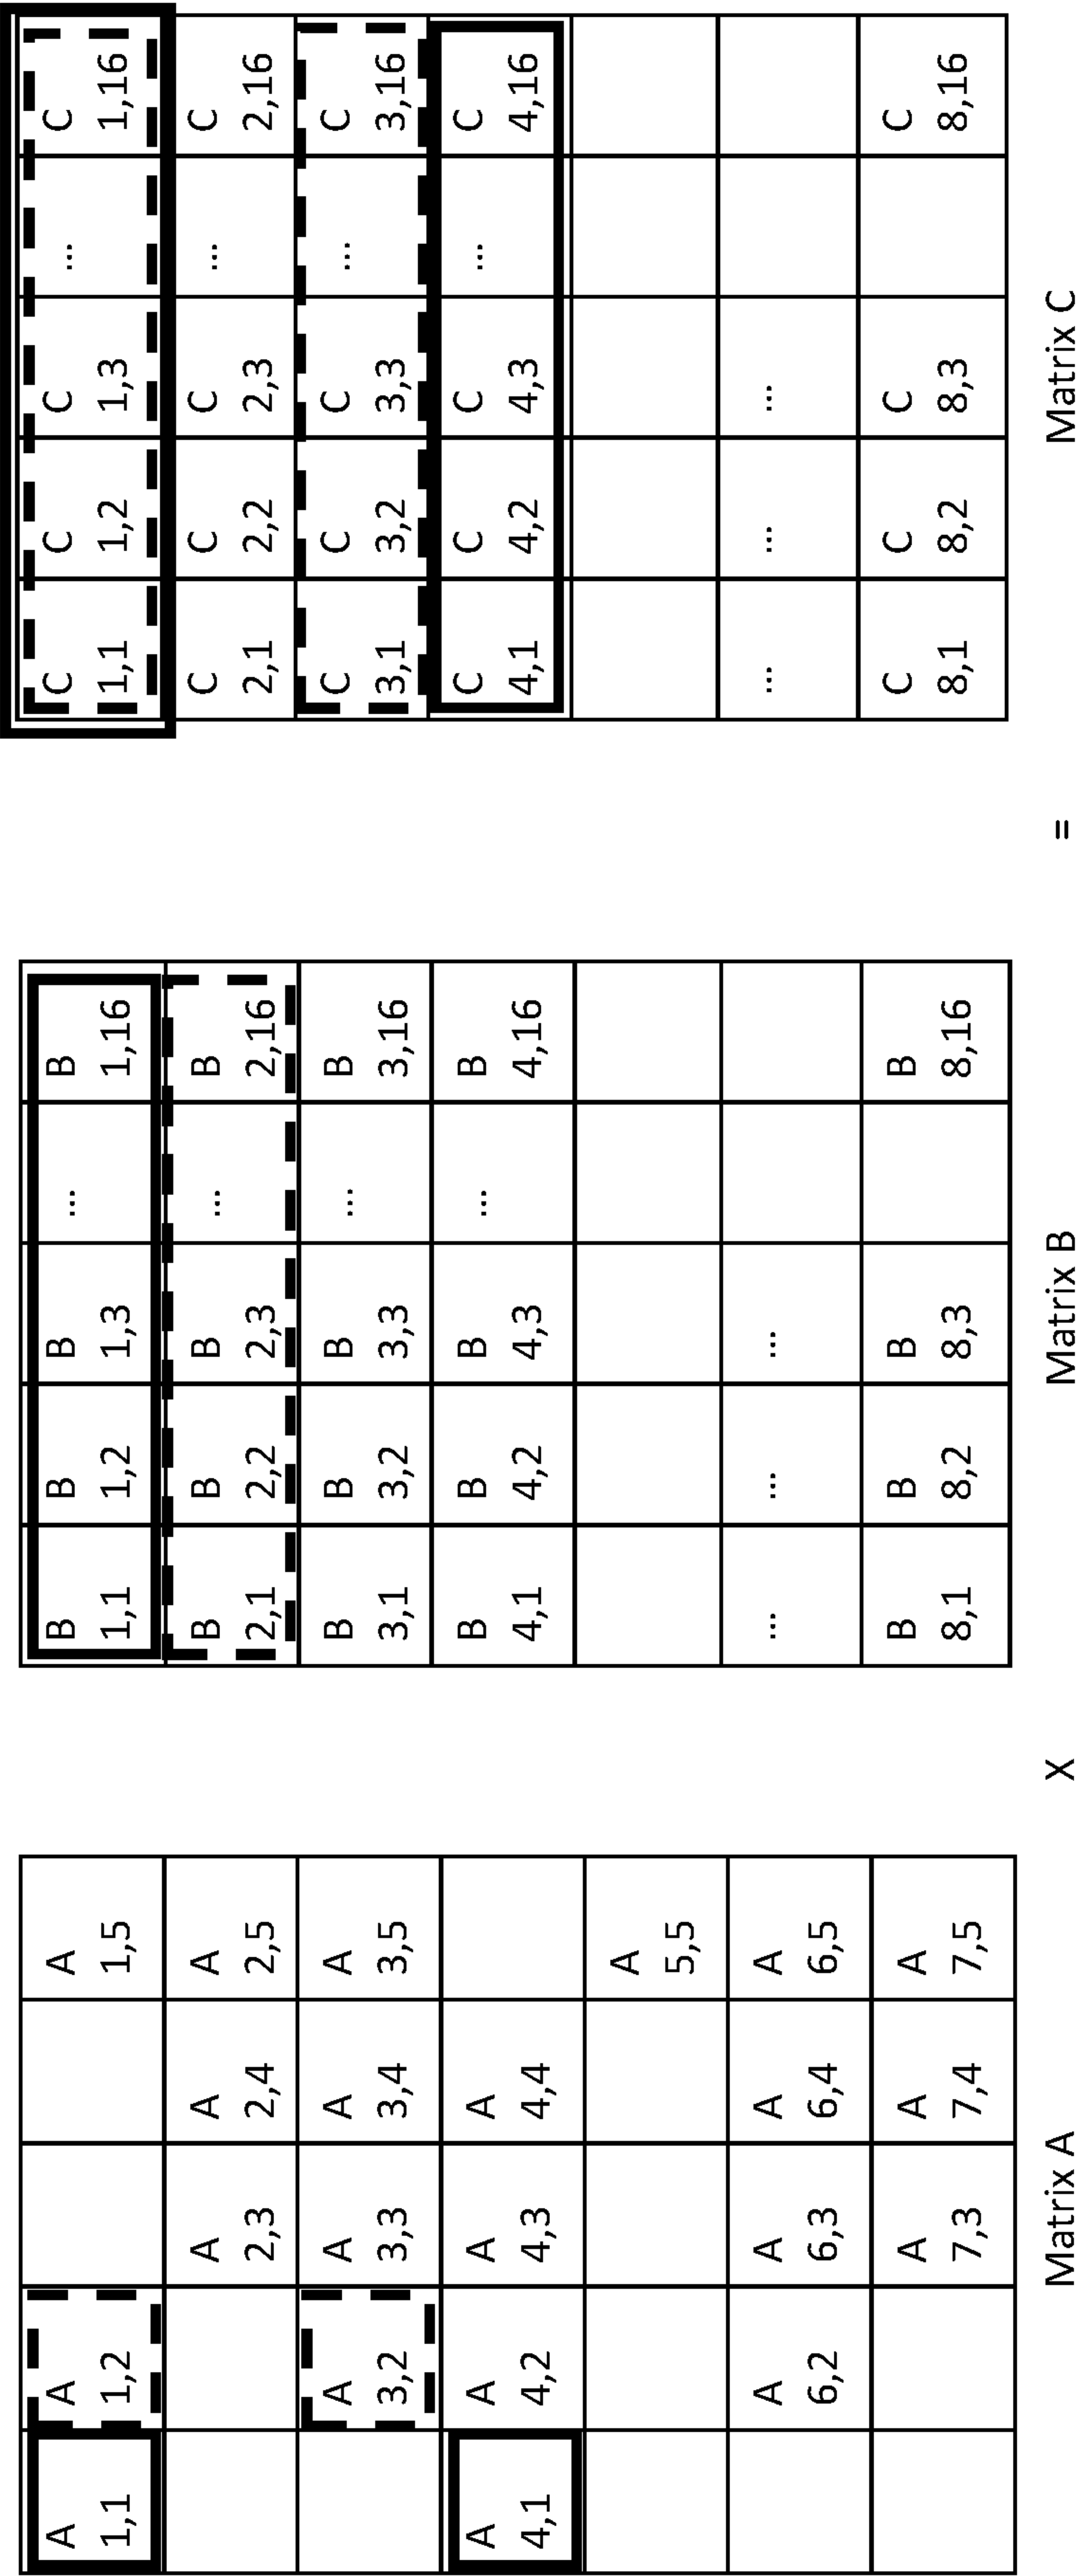 A A A
1,1 1,2 1,5
A A A
2,3 2,4 2,5
A A A A
3,2 3,3 3,4 3,5
A A A A
4,1 4,2 4,3 4,4
A
5,5
A A A A
6,2 6,3 6,4 6,5
A A A
7,3 7,4 7,5
Matrix A
X
B B B ... B
1,1 1,2 1,3 1,16
B B B ... B
2,1 2,2 2,3 2,16
B B B ... B
3,1 3,2 3,3 3,16
B B B ... B
4,1 4,2 4,3 4,16
... ... ...
B B B B
8,1 8,2 8,3 8,16
Matrix B
=
C C C ... C
1,1 1,2 1,3 1,16
C C C ... C
2,1 2,2 2,3 2,16
C C C ... C
3,1 3,2 3,3 3,16
C C C ... C
4,1 4,2 4,3 4,16
... ... ...
C C C C
8,1 8,2 8,3 8,16
Matrix C